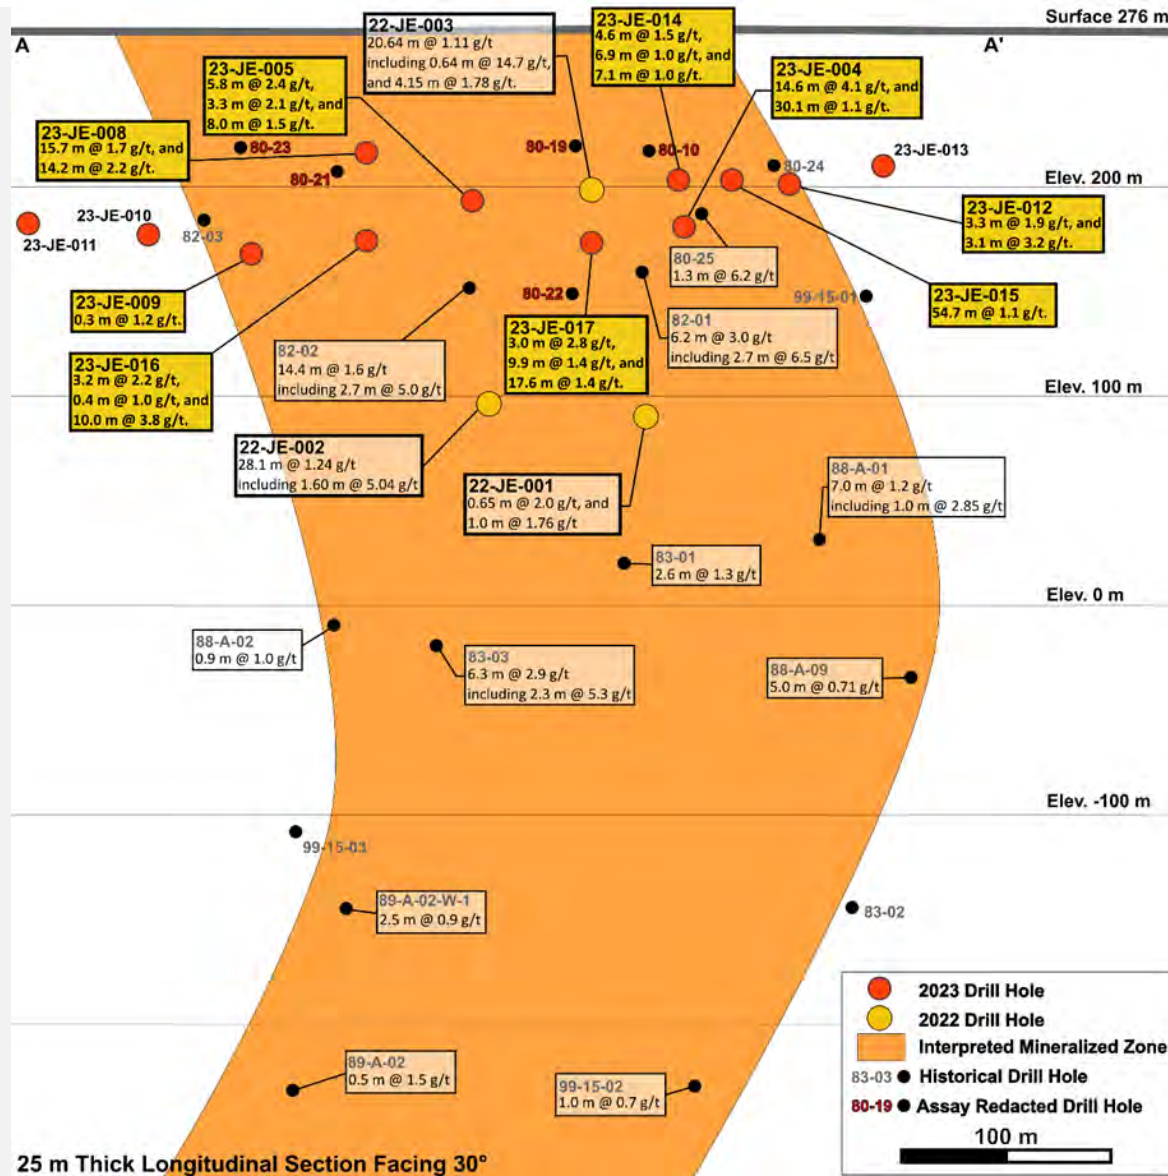 Surface 276 m
A
A'
22-JE-003
20.64 m @ 1.11 g/t
including 0.64 m @ 14.7 g/t,
and 4.15 m @ 1.78 g/t.
23-JE-014
4.6 m @ 1.5 g/t,
6.9 m @ 1.0 g/t, and
7.1 m @ 1.0 g/t.
23-JE-005
5.8 m @ 2.4 g/t,
3.3 m @ 2.1 g/t, and
8.0 m @ 1.5 g/t.
23-JE-004
14.6 m @ 4.1 g/t, and
30.1 m @ 1.1 g/t.
23-JE-008
15.7 m @ 1.7 g/t, and
14.2 m @ 2.2 g/t.
80-23
80-21
80-19
80-10
80-24
23-JE-013
Elev. 200 m
23-JE-010
23-JE-011
82-03
23-JE-012
3.3 m @ 1.9 g/t, and
3.1 m @ 3.2 g/t.
80-25
1.3 m @ 6.2 g/t
23-JE-009
0.3 m @ 1.2 g/t.
80-22
99-15-01
23-JE-015
54.7 m @ 1.1 g/t.
82-01
6.2 m @ 3.0 g/t
including 2.7 m @ 6.5 g/t
23-JE-017
3.0 m @ 2.8 g/t,
9.9 m @ 1.4 g/t, and
17.6 m @ 1.4 g/t.
82-02
14.4 m @ 1.6 g/t
including 2.7 m @ 5.0 g/t
23-JE-016
3.2 m @ 2.2 g/t,
0.4 m @ 1.0 g/t, and
10.0 m @ 3.8 g/t.
Elev. 100 m
22-JE-002
28.1 m @ 1.24 g/t
including 1.60 m @ 5.04 g/t
22-JE-001
0.65 m @ 2.0 g/t, and
1.0 m @ 1.76 g/t
88-A-01
7.0 m @ 1.2 g/t
including 1.0 m @ 2.85 g/t
83-01
2.6 m @ 1.3 g/t
Elev. 0 m
88-A-02
0.9 m @ 1.0 g/t
83-03
6.3 m @ 2.9 g/t
including 2.3 m @ 5.3 g/t
88-A-09
5.0 m @ 0.71 g/t
Elev. -100 m
99-15-03
89-A-02-W-1
2.5 m @ 0.9 g/t
83-02
89-A-02
0.5 m @ 1.5 g/t
99-15-02
1.0 m @ 0.7 g/t
2023 Drill Hole
2022 Drill Hole
Interpreted Mineralized Zone
83-03 Historical Drill Hole
80-19 Assay Redacted Drill Hole
100 m
25 m Thick Longitudinal Section Facing 30°